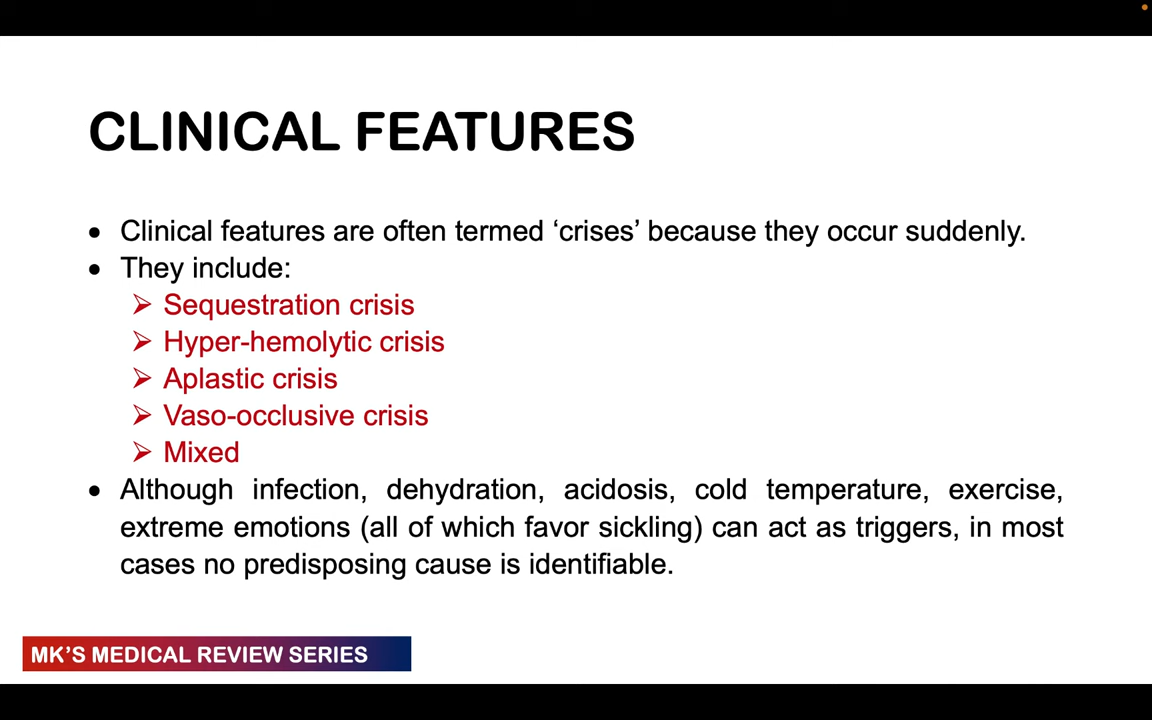 CLINICAL FEATURES
• Clinical features are often termed ‘crises’ because they occur suddenly.
• They include:
➢ Sequestration crisis
➢ Hyper-hemolytic crisis
➢ Aplastic crisis
➢ Vaso-occlusive crisis
➢ Mixed
• Although infection, dehydration, acidosis, cold temperature, exercise,
extreme emotions (all of which favor sickling) can act as triggers, in most
cases no predisposing cause is identifiable.
MK’S MEDICAL REVIEW SERIES